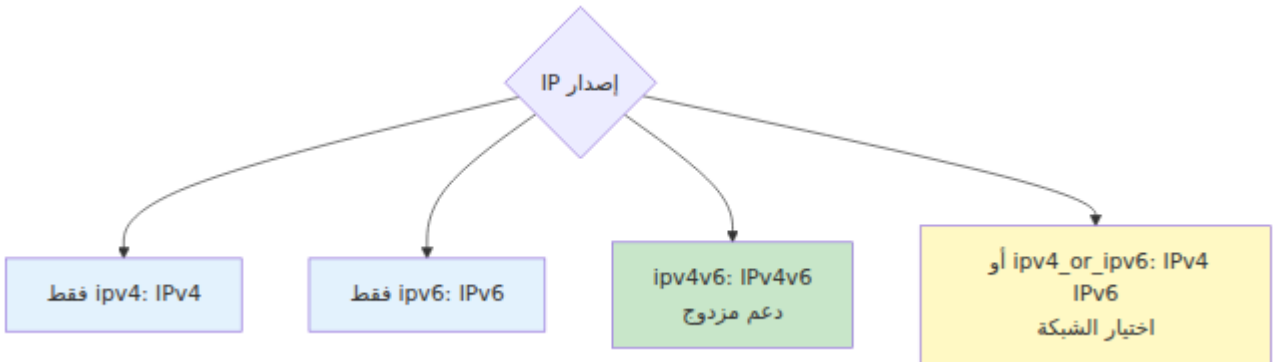 إصدار IP
ipv4: IPv4 فقط
ipv6: IPv6 فقط
ipv4v6: IPv4v6
دعم مزدوج
ipv4_or_ipv6: IPv4 أو
IPv6
اختيار الشبكة